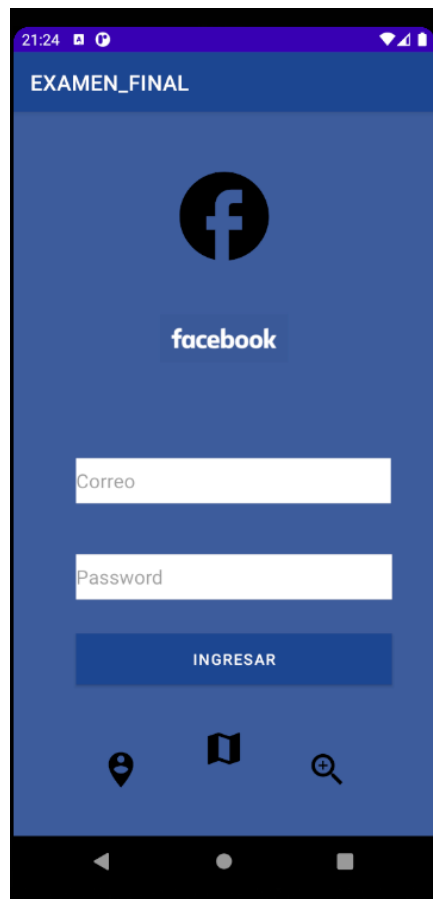 21:24
EXAMEN_FINAL
facebook
Correo
Password
INGRESAR